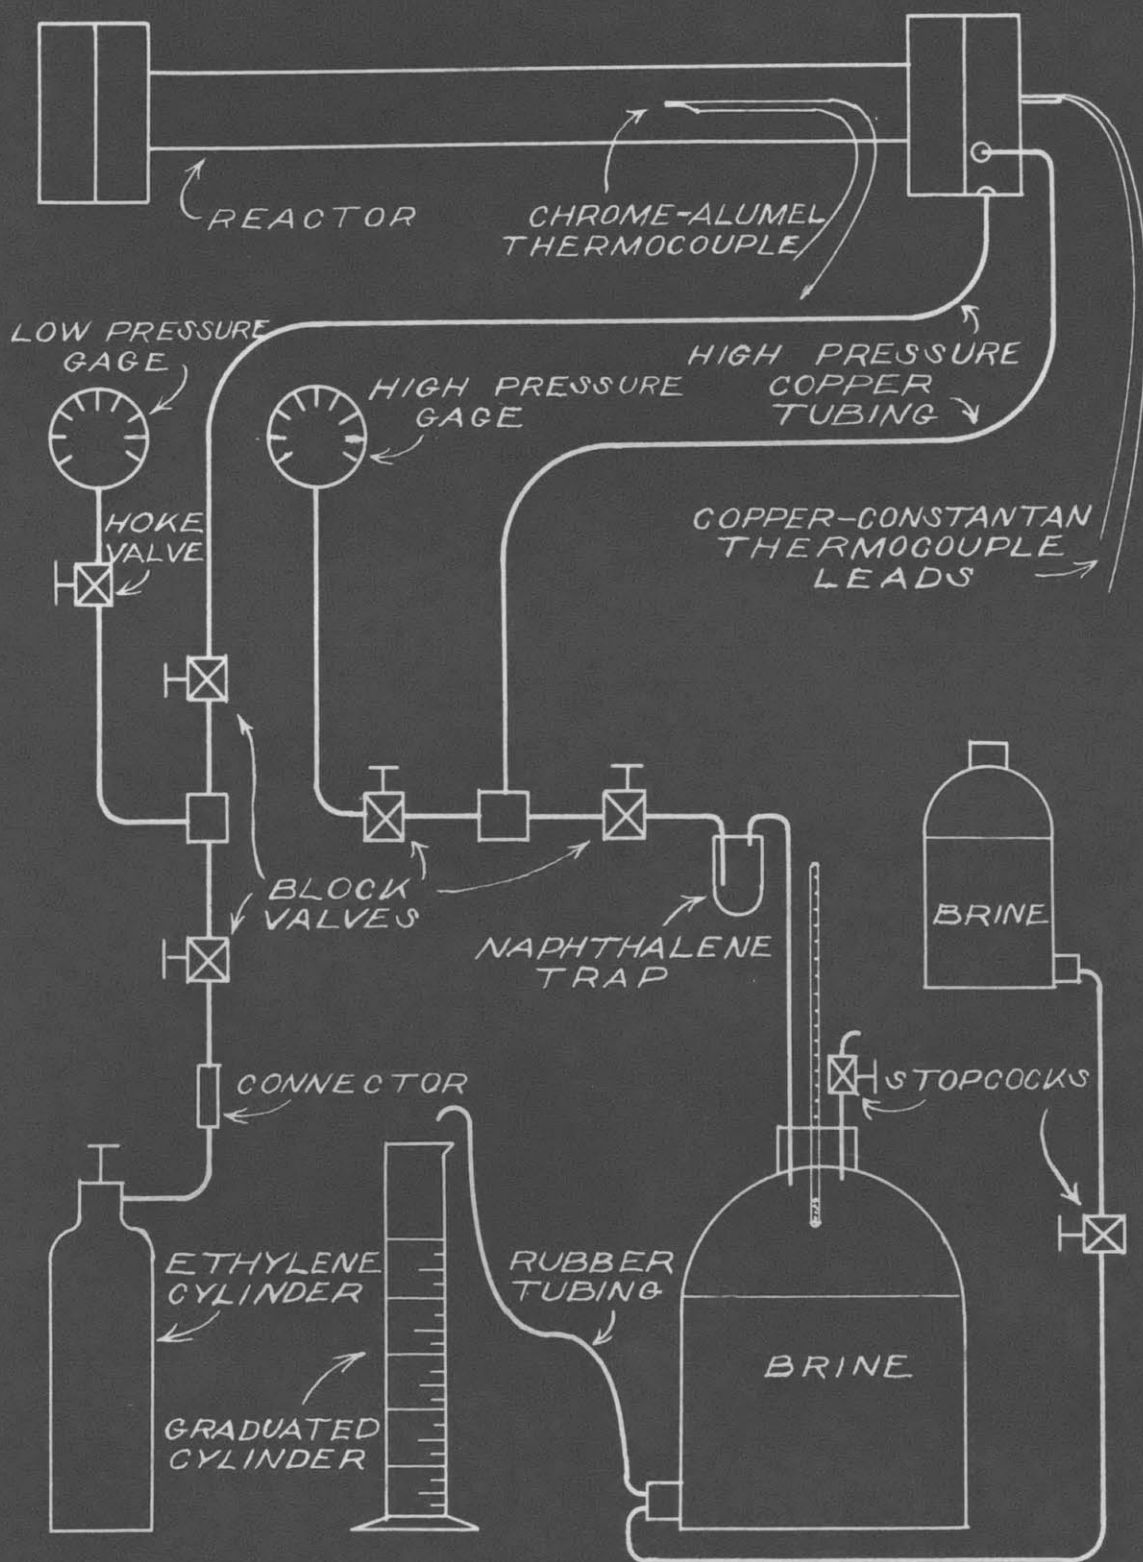 REACTOR
CHROME-ALUMEL
THERMOCOUPLE
LOW PRESSURE
GAGE
HIGH PRESSURE
GAGE
HIGH PRESSURE
COPPER
TUBING
HOKE
VALVE
COPPER-CONSTANTAN
THERMOCOUPLE
LEADS
BLOCK
VALVES
NAPHTHALENE
TRAP
BRINE
CONNECTOR
STOPCOCKS
ETHYLENE
CYLINDER
RUBBER
TUBING
BRINE
GRADUATED
CYLINDER